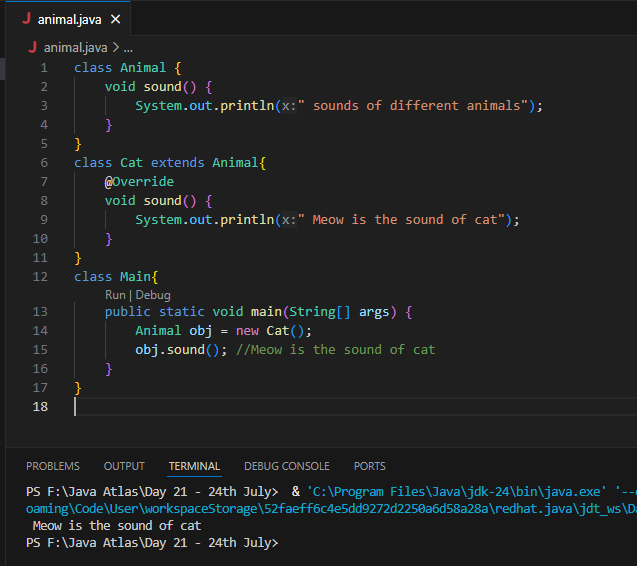 J animal.java ×
J animal.java > ...
1 class Animal {
2     void sound() {
3         System.out.println(x:" sounds of different animals");
4     }
5 }
6 class Cat extends Animal{
7     @Override
8     void sound() {
9         System.out.println(x:" Meow is the sound of cat");
10     }
11 }
12 class Main{
Run | Debug
13     public static void main(String[] args) {
14         Animal obj = new Cat();
15         obj.sound(); //Meow is the sound of cat
16     }
17 }
18
PROBLEMS OUTPUT TERMINAL DEBUG CONSOLE PORTS
PS F:\Java Atlas\Day 21 - 24th July>  & 'C:\Program Files\Java\jdk-24\bin\java.exe' '--
oaming\Code\User\workspaceStorage\52faeff6c4e5dd9272d2250a6d58a28a\redhat.java\jdt_ws\Da
 Meow is the sound of cat
PS F:\Java Atlas\Day 21 - 24th July>